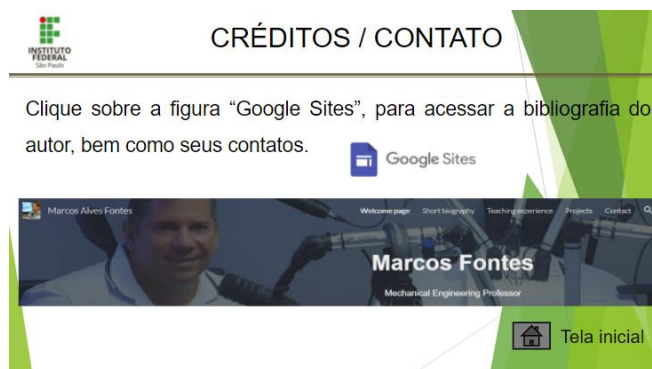 INSTITUTO
FEDERAL
São Paulo
CRÉDITOS / CONTATO
Clique sobre a figura “Google Sites”, para acessar a bibliografia do
autor, bem como seus contatos.
Google Sites
Marcos Alves Fontes
Welcome page Short biography Teaching experience Projects Contact
Marcos Fontes
Mechanical Engineering Professor
Tela inicial